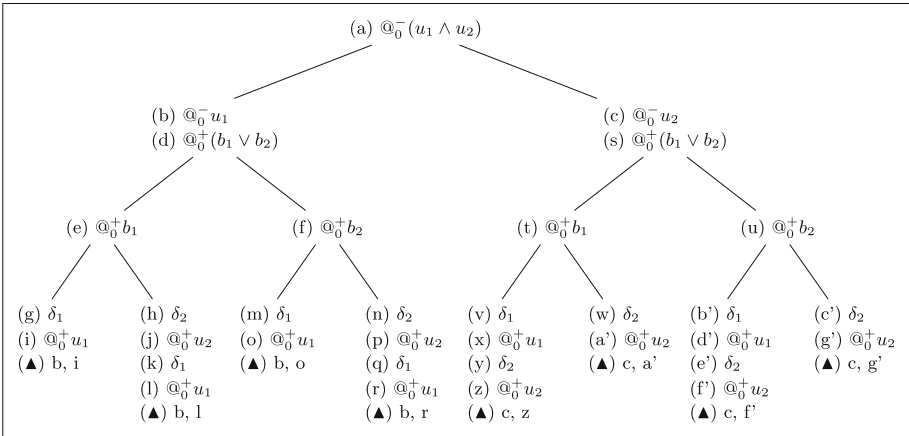 (a) @₀⁻(u₁ ∧ u₂)
(b) @₀⁻u₁
(d) @₀⁺(b₁ ∨ b₂)
(c) @₀⁻u₂
(s) @₀⁺(b₁ ∨ b₂)
(e) @₀⁺b₁
(f) @₀⁺b₂
(t) @₀⁺b₁
(u) @₀⁺b₂
(g) δ₁
(i) @₀⁺u₁
(▲) b, i
(h) δ₂
(j) @₀⁺u₂
(k) δ₁
(l) @₀⁺u₁
(▲) b, l
(m) δ₁
(o) @₀⁺u₁
(▲) b, o
(n) δ₂
(p) @₀⁺u₂
(q) δ₁
(r) @₀⁺u₁
(▲) b, r
(v) δ₁
(x) @₀⁺u₁
(y) δ₂
(z) @₀⁺u₂
(▲) c, z
(w) δ₂
(a') @₀⁺u₂
(▲) c, a'
(b') δ₁
(d') @₀⁺u₁
(e') δ₂
(f') @₀⁺u₂
(▲) c, f'
(c') δ₂
(g') @₀⁺u₂
(▲) c, g'